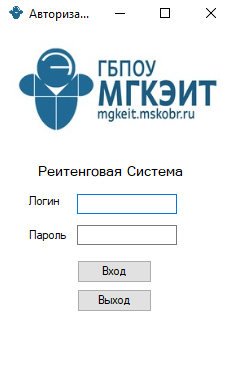 Авториза...
ГБПОУ
МГКЭИТ
mgkeit.mskobr.ru
Реитенговая Система
Логин
Пароль
Вход
Выход